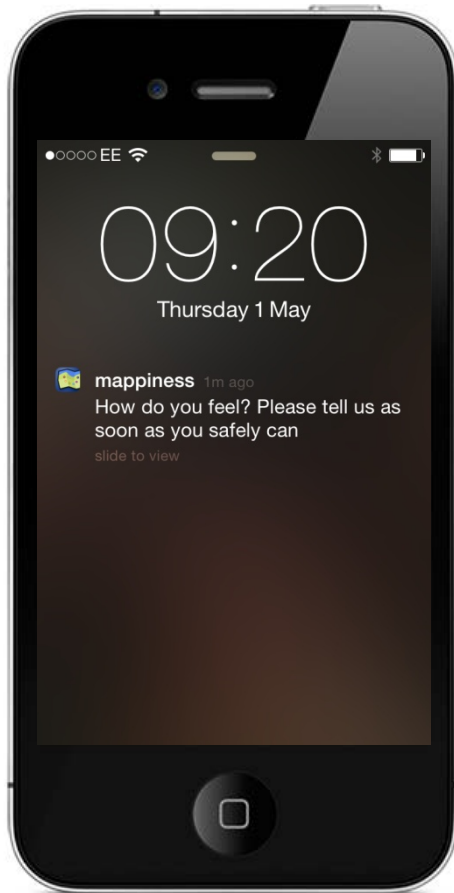 EE
09:20
Thursday 1 May
mappiness 1m ago
How do you feel? Please tell us as
soon as you safely can
slide to view